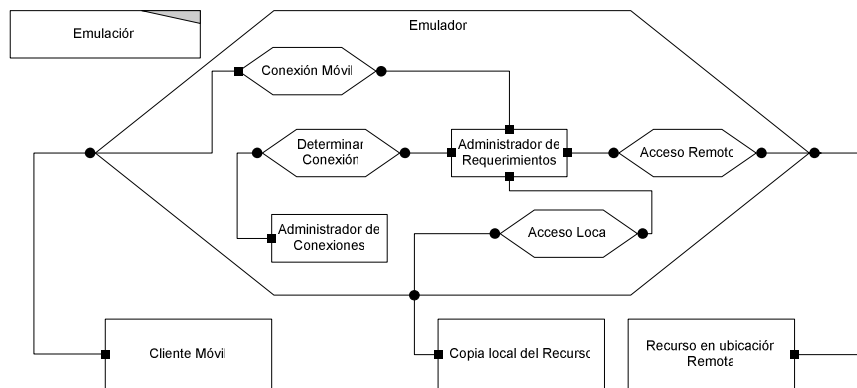 Emulación
Emulador
Conexión Móvil
Determinar
Conexión
Administrador de
Requerimientos
Acceso Remoto
Administrador de
Conexiones
Acceso Local
Cliente Móvil
Copia local del Recurso
Recurso en ubicación
Remota